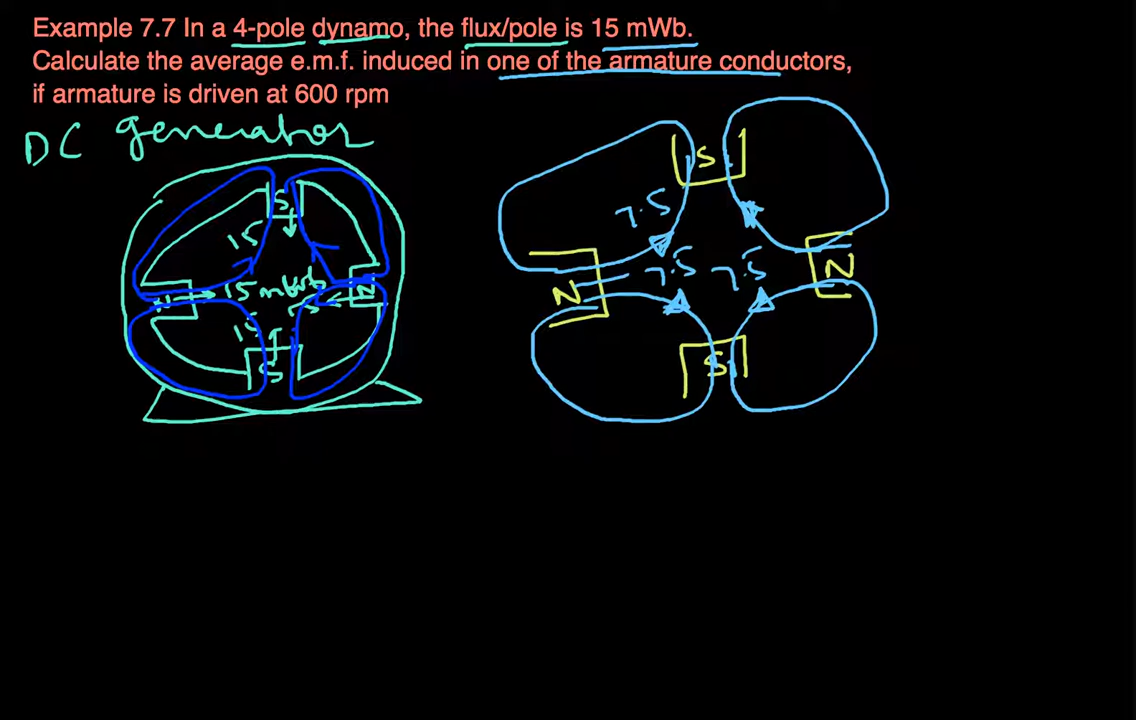 Example 7.7 In a 4-pole dynamo, the flux/pole is 15 mWb.
Calculate the average e.m.f. induced in one of the armature conductors,
if armature is driven at 600 rpm
DC generator
S
15
N
15 mwb
N
15
15
S
S
7.5
N
7.5
7.5
N
S